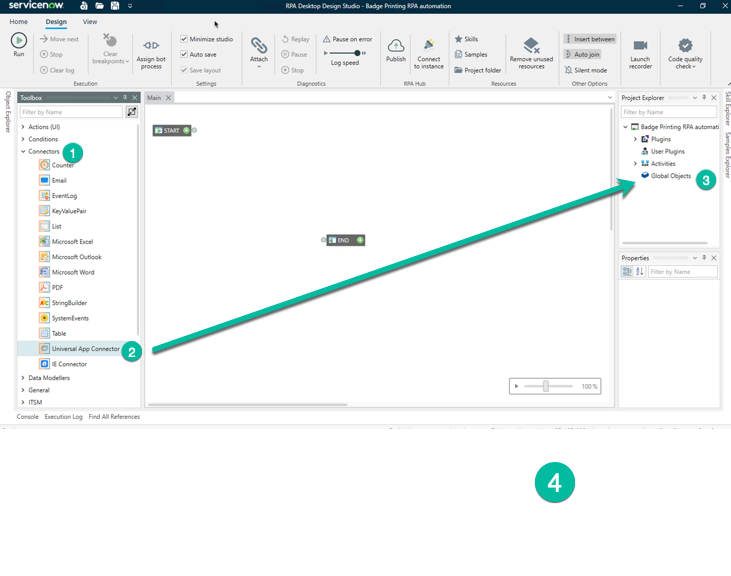 servicenow
RPA Desktop Design Studio - Badge Printing RPA automation
Home
Design
View
Run
Move next
Stop
Clear log
Clear
breakpoints
Assign bot
process
Execution
Minimize studio
Auto save
Save layout
Settings
Attach
Replay
Pause
Stop
Pause on error
Log speed
Diagnostics
Publish
Connect
to instance
RPA Hub
Skills
Samples
Project folder
Remove unused
resources
Resources
Insert between
Auto join
Silent mode
Other Options
Launch
recorder
Code quality
check
General
Object Explorer
Toolbox
Filter by Name
Actions (UI)
Conditions
Connectors
1
Counter
Email
EventLog
KeyValuePair
List
Microsoft Excel
Microsoft Outlook
Microsoft Word
PDF
StringBuilder
SystemEvents
Table
Universal App Connector
2
IE Connector
Data Modellers
General
ITSM
Main
START
END
100 %
Project Explorer
Filter by Name
Badge Printing RPA automati
Plugins
User Plugins
Activities
Global Objects
3
Properties
Filter by Name
Skill Explorer
Samples Explorer
Console
Execution Log
Find All References
4